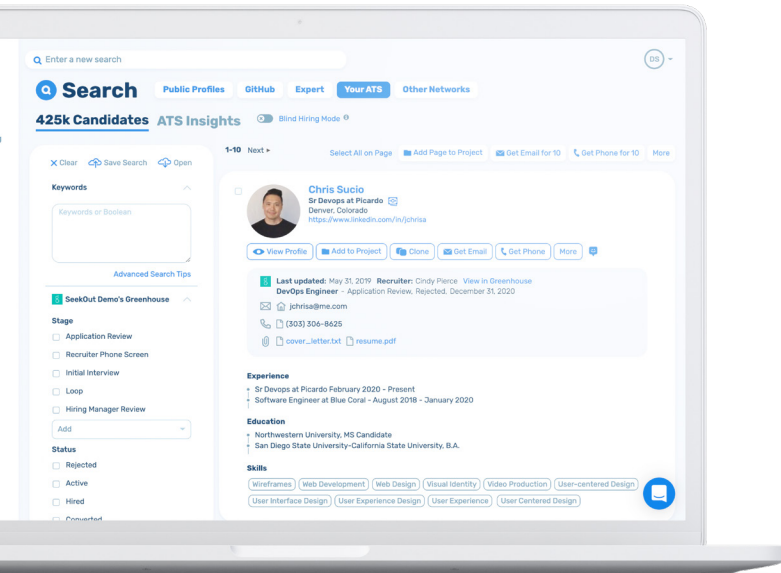 Enter a new search
DS
Search
Public Profiles GitHub Expert Your ATS Other Networks
425k Candidates ATS Insights Blind Hiring Mode
1-10 Next ▸ Select All on Page Add Page to Project Get Email for 10 Get Phone for 10 More
Clear Save Search Open
Keywords
Keywords or Boolean
Advanced Search Tips
SeekOut Demo's Greenhouse
Stage
Application Review
Recruiter Phone Screen
Initial Interview
Loop
Hiring Manager Review
Add
Status
Rejected
Active
Hired
Converted
Chris Sucio
Sr Devops at Picardo
Denver, Colorado
https://www.linkedin.com/in/jchrisa
View Profile Add to Project Clone Get Email Get Phone More
Last updated: May 31, 2019 Recruiter: Cindy Pierce View in Greenhouse
DevOps Engineer - Application Review, Rejected, December 31, 2020
jchrisa@me.com
(303) 306-8625
cover_letter.txt resume.pdf
Experience
Sr Devops at Picardo February 2020 - Present
Software Engineer at Blue Coral - August 2018 - January 2020
Education
Northwestern University, MS Candidate
San Diego State University-California State University, B.A.
Skills
Wireframes Web Development Web Design Visual Identity Video Production User-centered Design
User Interface Design User Experience Design User Experience User Centered Design